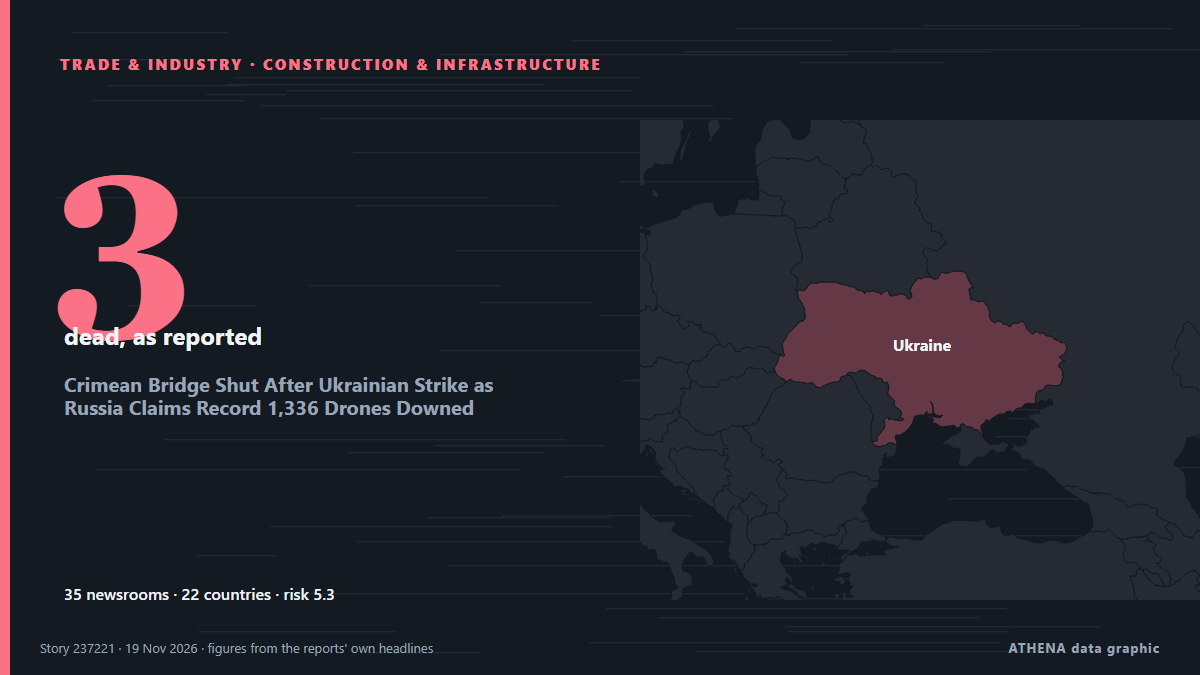 TRADE & INDUSTRY · CONSTRUCTION & INFRASTRUCTURE
3
dead, as reported
Crimean Bridge Shut After Ukrainian Strike as
Russia Claims Record 1,336 Drones Downed
Ukraine
35 newsrooms · 22 countries · risk 5.3
Story 237221 · 19 Nov 2026 · figures from the reports' own headlines
ATHENA data graphic